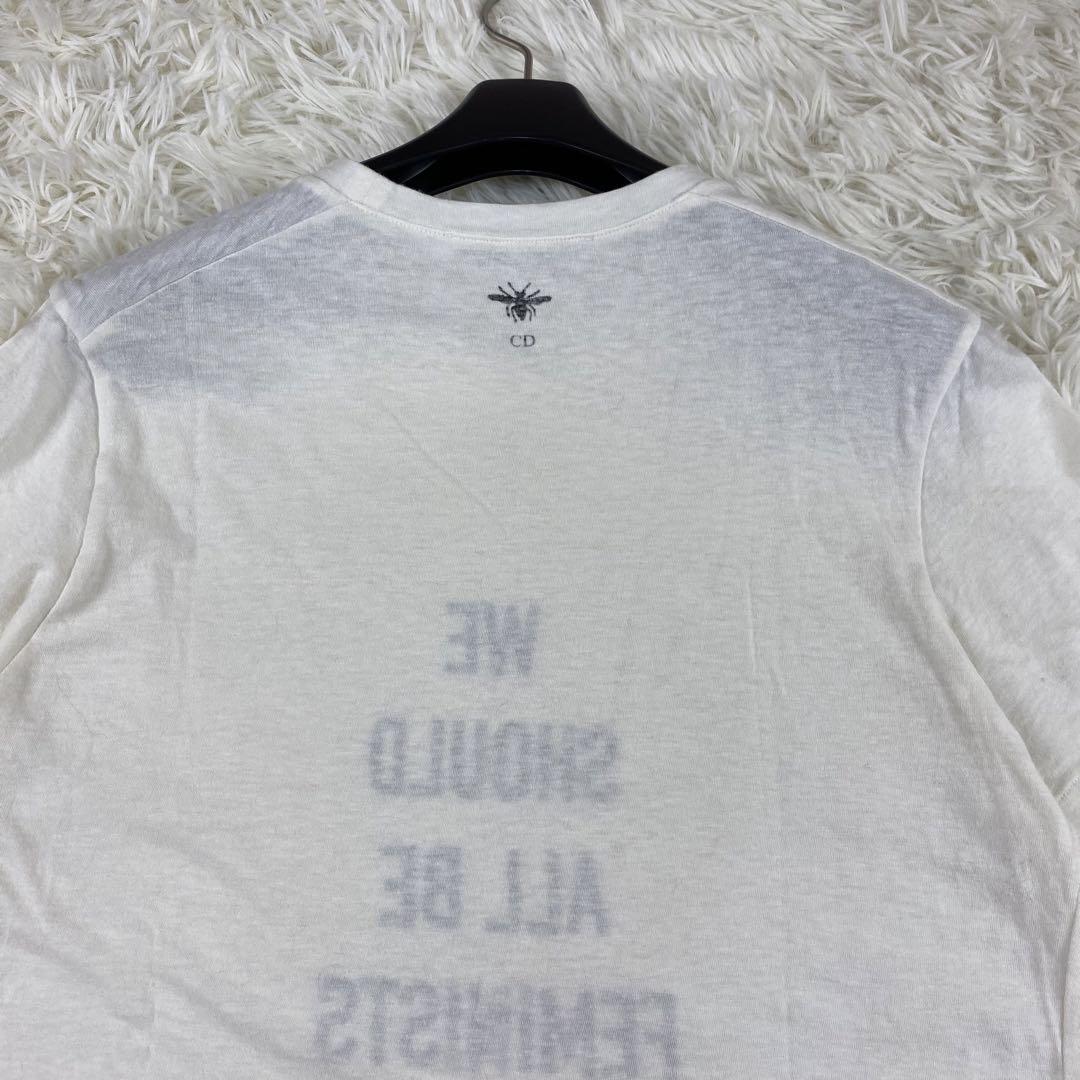 CD
WE
SHOULD
ALL BE
FEMINISTS